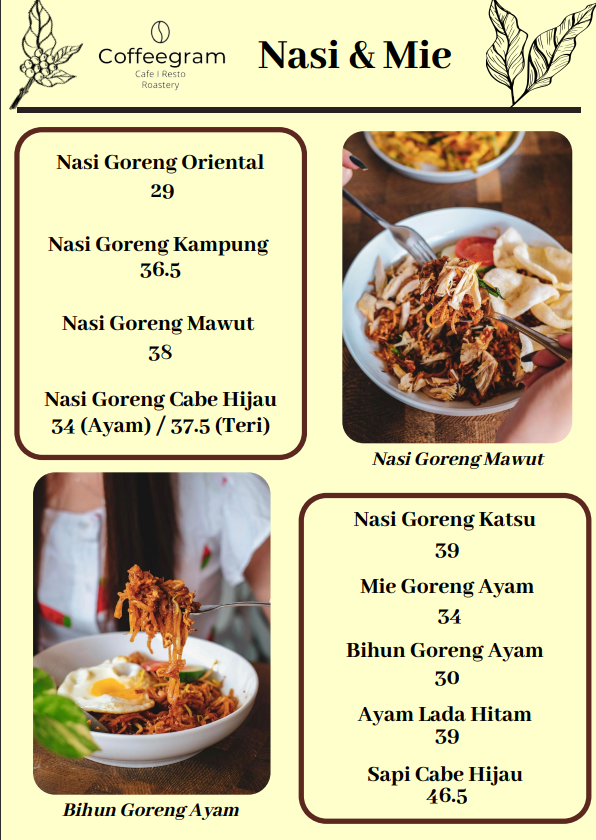 Coffeegram
Cafe I Resto
Roastery
Nasi & Mie
Nasi Goreng Oriental
29
Nasi Goreng Kampung
36.5
Nasi Goreng Mawut
38
Nasi Goreng Cabe Hijau
34 (Ayam) / 37.5 (Teri)
Nasi Goreng Mawut
Bihun Goreng Ayam
Nasi Goreng Katsu
39
Mie Goreng Ayam
34
Bihun Goreng Ayam
30
Ayam Lada Hitam
39
Sapi Cabe Hijau
46.5